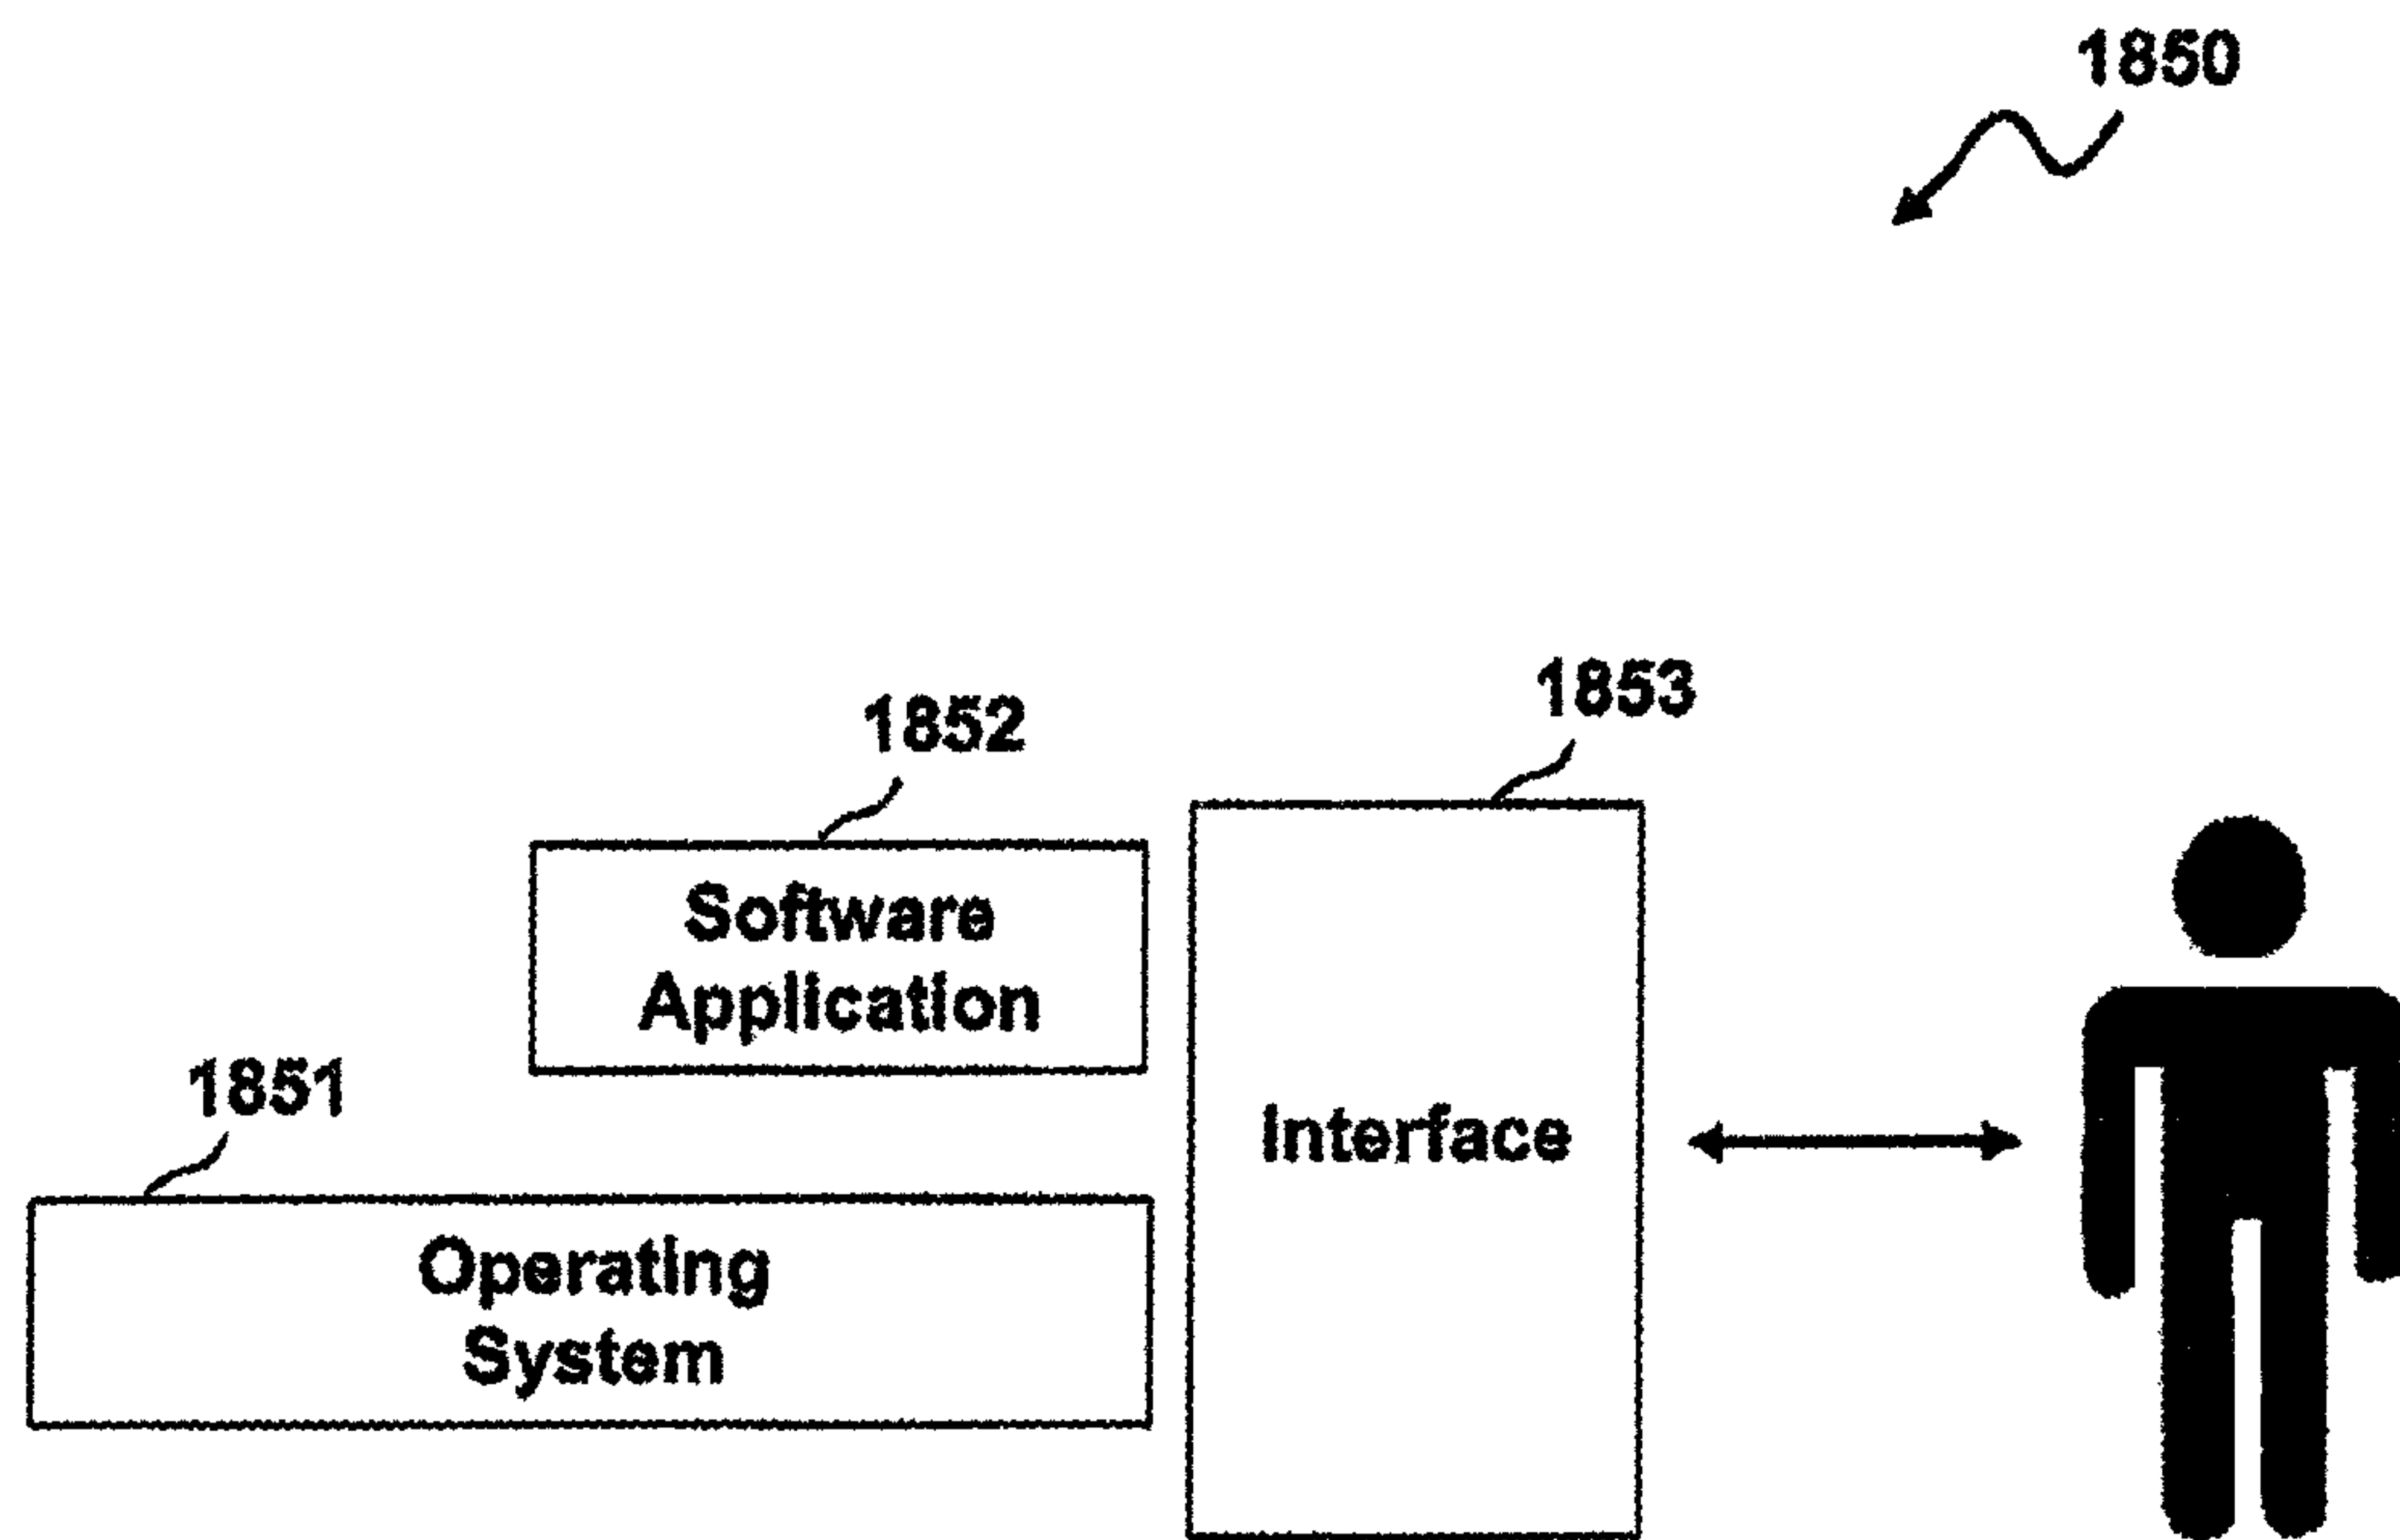 1850
1852
1853
Software
Application
1851
Interface
Operating
System